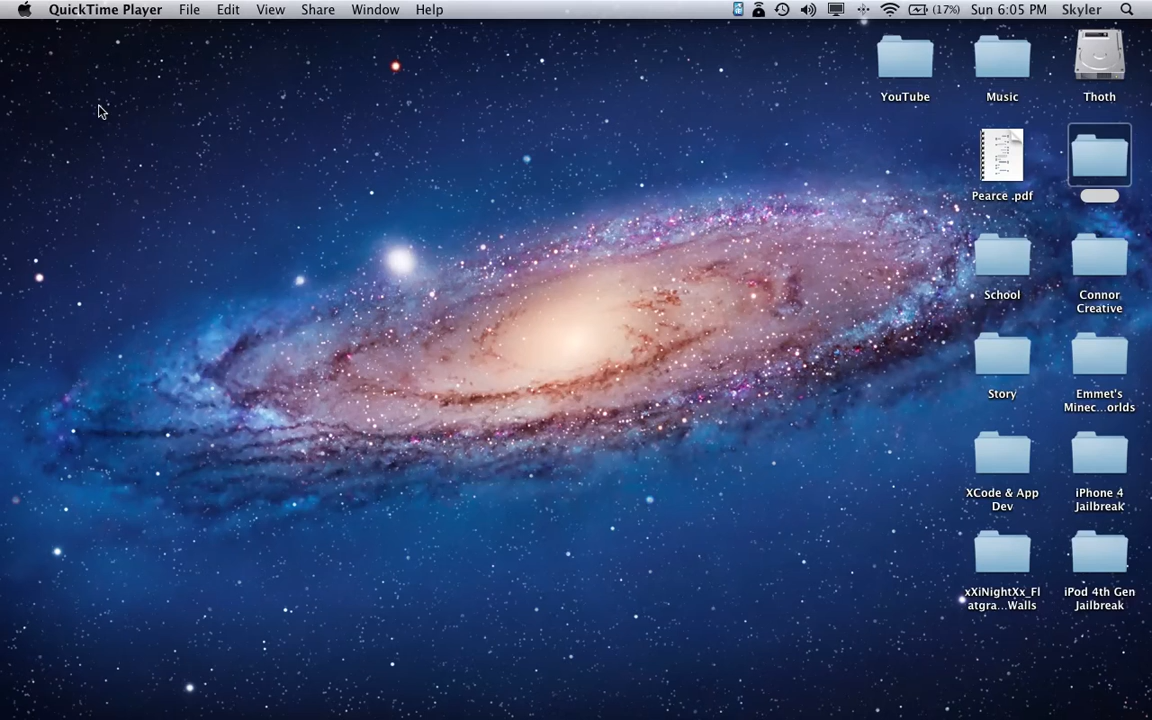 QuickTime Player File Edit View Share Window Help (17%) Sun 6:05 PM Skyler
YouTube Music Thoth
Pearce .pdf
School Connor
Creative
Story Emmet's
Minec...orlds
XCode & App
Dev
iPhone 4
Jailbreak
xXiNightXx_Fl
atgra...Walls
iPod 4th Gen
Jailbreak